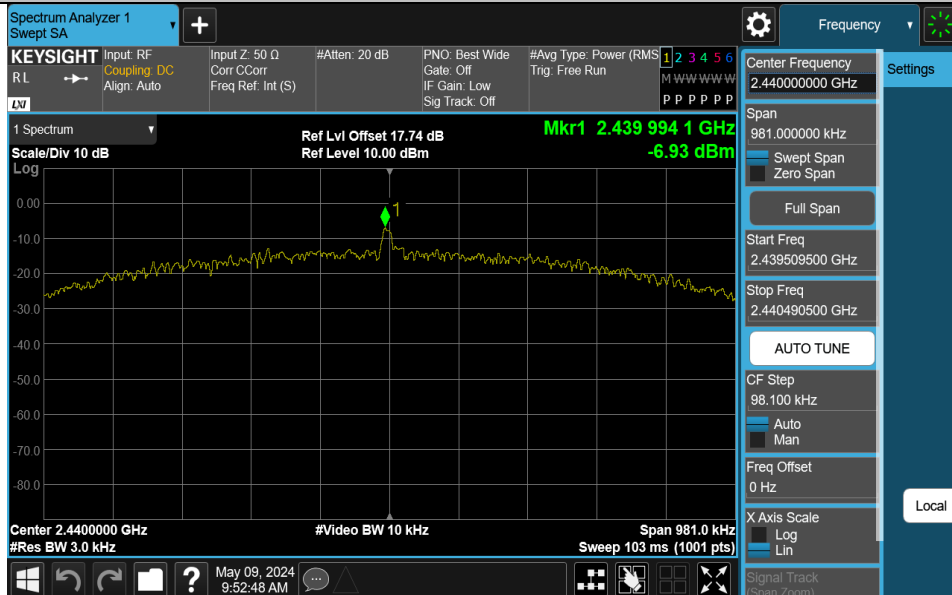 Spectrum Analyzer 1
Swept SA
Frequency
KEYSIGHT
RL
LXI
Input: RF
Coupling: DC
Align: Auto
Input Z: 50 Ω
Corr CCorr
Freq Ref: Int (S)
#Atten: 20 dB
PNO: Best Wide
Gate: Off
IF Gain: Low
Sig Track: Off
#Avg Type: Power (RMS
Trig: Free Run
1 2 3 4 5 6
M W W W W W
P P P P P P
1 Spectrum
Scale/Div 10 dB
Log
Ref Lvl Offset 17.74 dB
Ref Level 10.00 dBm
Mkr1 2.439 994 1 GHz
-6.93 dBm
1
0.00
-10.0
-20.0
-30.0
-40.0
-50.0
-60.0
-70.0
-80.0
Center 2.4400000 GHz
#Res BW 3.0 kHz
#Video BW 10 kHz
Span 981.0 kHz
Sweep 103 ms (1001 pts)
May 09, 2024
9:52:48 AM
Center Frequency
2.440000000 GHz
Span
981.000000 kHz
Swept Span
Zero Span
Full Span
Start Freq
2.439509500 GHz
Stop Freq
2.440490500 GHz
AUTO TUNE
CF Step
98.100 kHz
Auto
Man
Freq Offset
0 Hz
X Axis Scale
Log
Lin
Signal Track
(Span Zoom)
Settings
Local